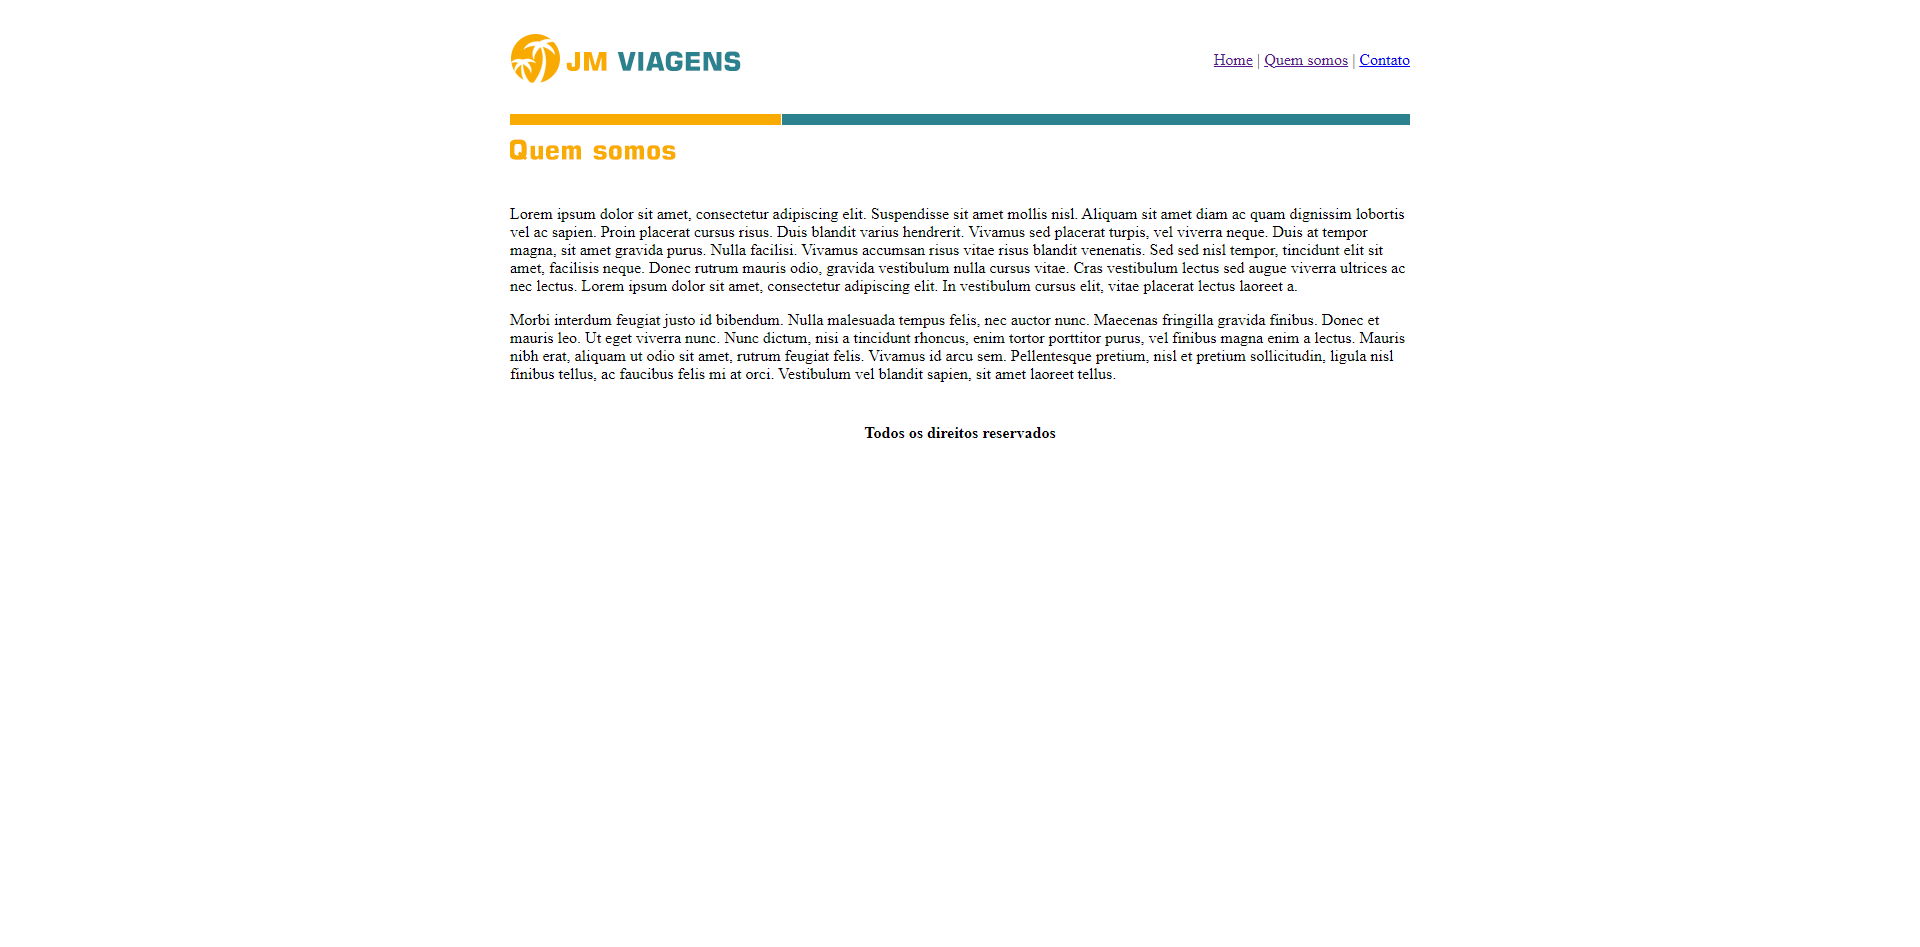 JM VIAGENS
Home | Quem somos | Contato
Quem somos
Lorem ipsum dolor sit amet, consectetur adipiscing elit. Suspendisse sit amet mollis nisl. Aliquam sit amet diam ac quam dignissim lobortis
vel ac sapien. Proin placerat cursus risus. Duis blandit varius hendrerit. Vivamus sed placerat turpis, vel viverra neque. Duis at tempor
magna, sit amet gravida purus. Nulla facilisi. Vivamus accumsan risus vitae risus blandit venenatis. Sed sed nisl tempor, tincidunt elit sit
amet, facilisis neque. Donec rutrum mauris odio, gravida vestibulum nulla cursus vitae. Cras vestibulum lectus sed augue viverra ultrices ac
nec lectus. Lorem ipsum dolor sit amet, consectetur adipiscing elit. In vestibulum cursus elit, vitae placerat lectus laoreet a.
Morbi interdum feugiat justo id bibendum. Nulla malesuada tempus felis, nec auctor nunc. Maecenas fringilla gravida finibus. Donec et
mauris leo. Ut eget viverra nunc. Nunc dictum, nisi a tincidunt rhoncus, enim tortor porttitor purus, vel finibus magna enim a lectus. Mauris
nibh erat, aliquam ut odio sit amet, rutrum feugiat felis. Vivamus id arcu sem. Pellentesque pretium, nisl et pretium sollicitudin, ligula nisl
finibus tellus, ac faucibus felis mi at orci. Vestibulum vel blandit sapien, sit amet laoreet tellus.
Todos os direitos reservados